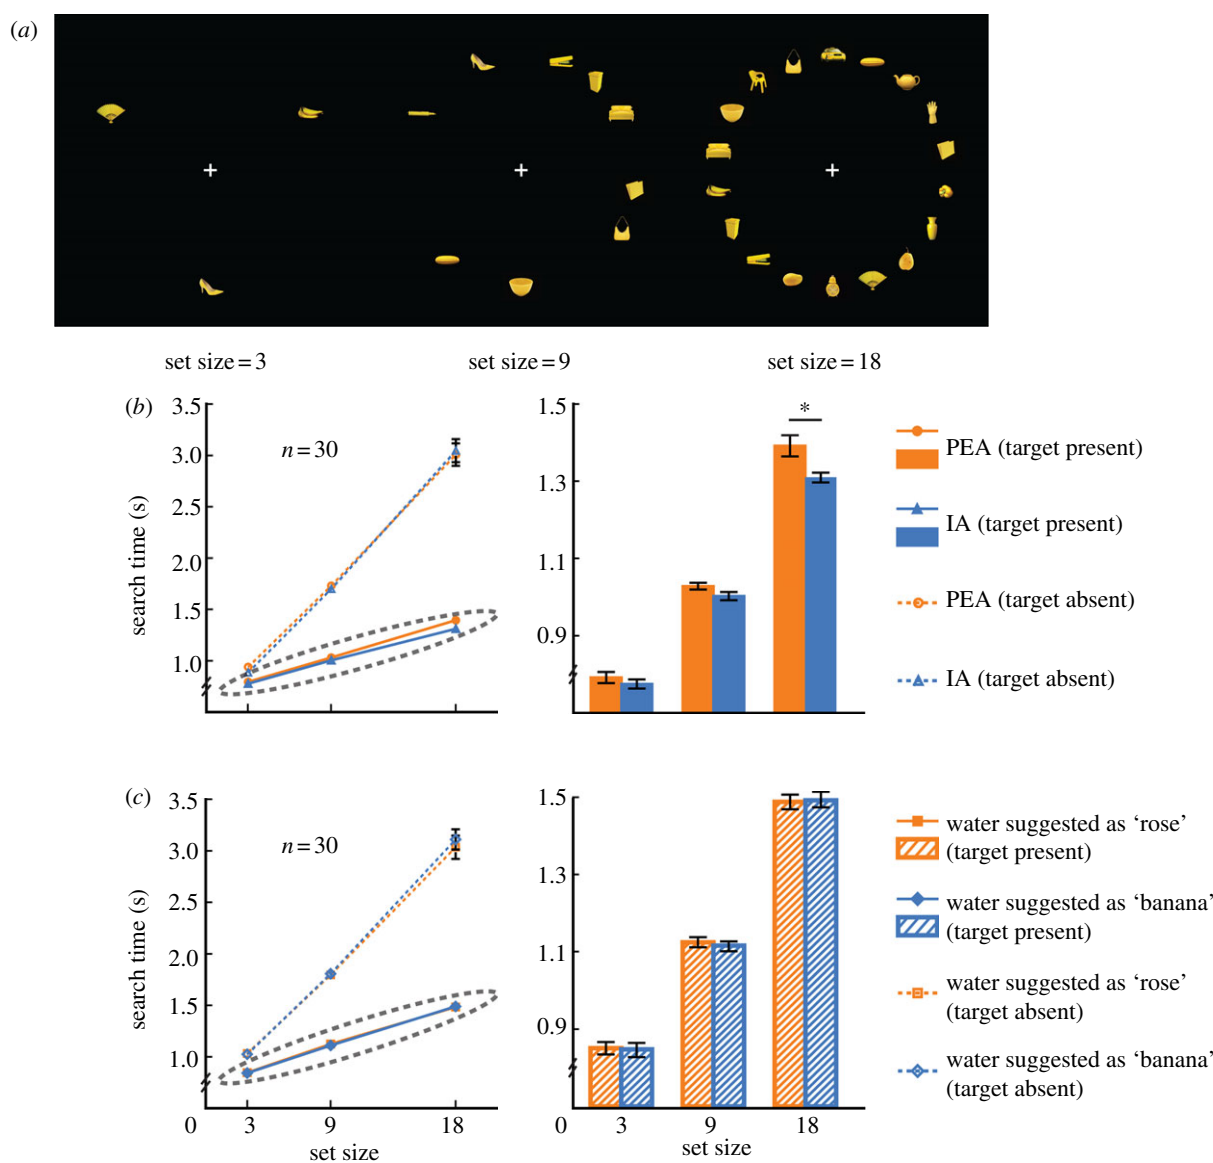 (a)
set size = 3
set size = 9
set size = 18
(b)
3.5
3.0
2.5
2.0
1.5
1.0
search time (s)
n = 30
1.5
1.3
1.1
0.9
*
PEA (target present)
IA (target present)
PEA (target absent)
IA (target absent)
(c)
3.5
3.0
2.5
2.0
1.5
1.0
0
search time (s)
n = 30
3
9
18
set size
1.5
1.3
1.1
0.9
0
3
9
18
set size
water suggested as ‘rose’
(target present)
water suggested as ‘banana’
(target present)
water suggested as ‘rose’
(target absent)
water suggested as ‘banana’
(target absent)